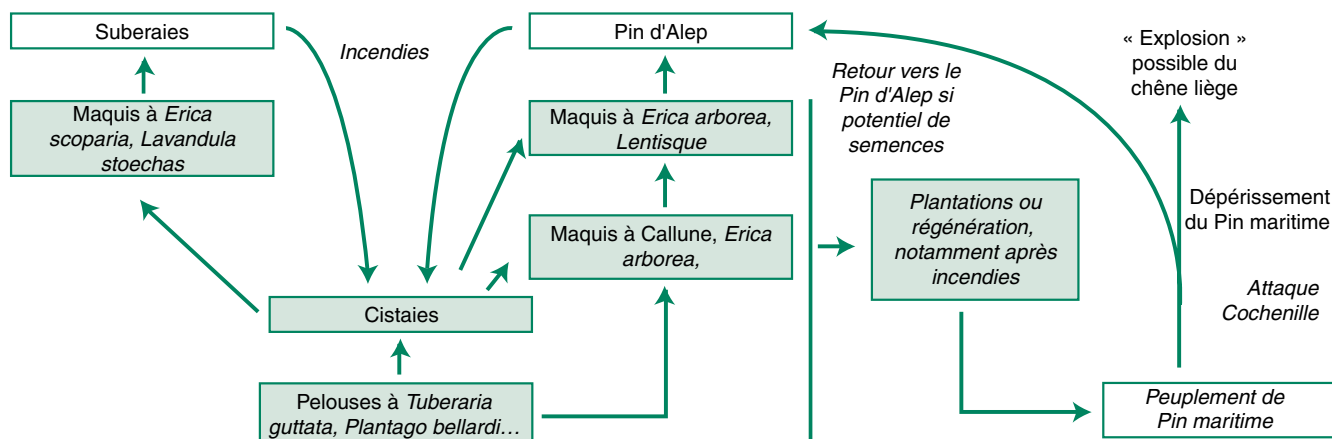 Suberaies
Incendies
Pin d'Alep
« Explosion »
possible du
chêne liège
Retour vers le
Pin d'Alep si
potentiel de
semences
Maquis à Erica
scoparia, Lavandula
stoechas
Maquis à Erica arborea,
Lentisque
Plantations ou
régénération,
notamment après
incendies
Dépérissement
du Pin maritime
Maquis à Callune, Erica
arborea,
Attaque
Cochenille
Cistaies
Pelouses à Tuberaria
guttata, Plantago bellardi…
Peuplement de
Pin maritime